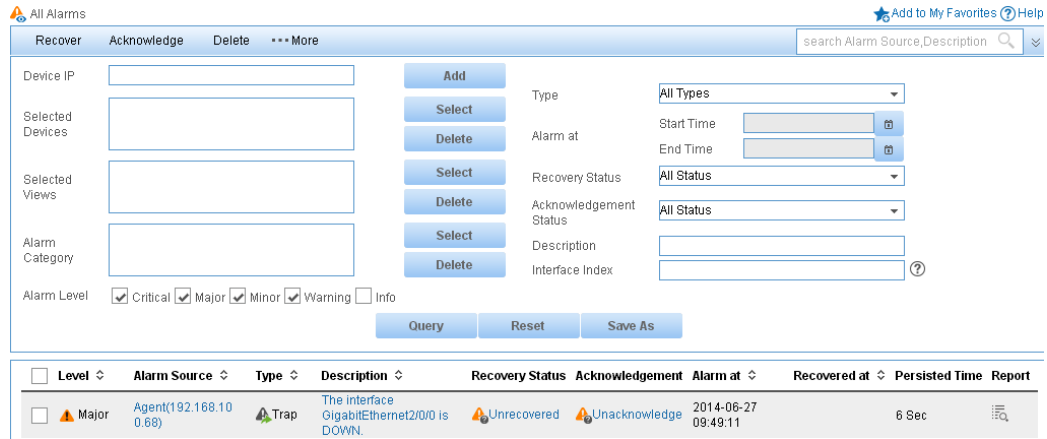 All Alarms
Add to My Favorites
Help
Recover
Acknowledge
Delete
More
search Alarm Source,Description
Device IP
Add
Selected
Devices
Select
Delete
Selected
Views
Select
Delete
Alarm
Category
Select
Delete
Type
All Types
Alarm at
Start Time
End Time
Recovery Status
All Status
Acknowledgement
Status
All Status
Description
Interface Index
Alarm Level
Critical
Major
Minor
Warning
Info
Query
Reset
Save As
Level
Alarm Source
Type
Description
Recovery Status
Acknowledgement
Alarm at
Recovered at
Persisted Time
Report
Major
Agent(192.168.10
0.68)
Trap
The interface
GigabitEthernet2/0/0 is
DOWN.
Unrecovered
Unacknowledge
2014-06-27
09:49:11
6 Sec